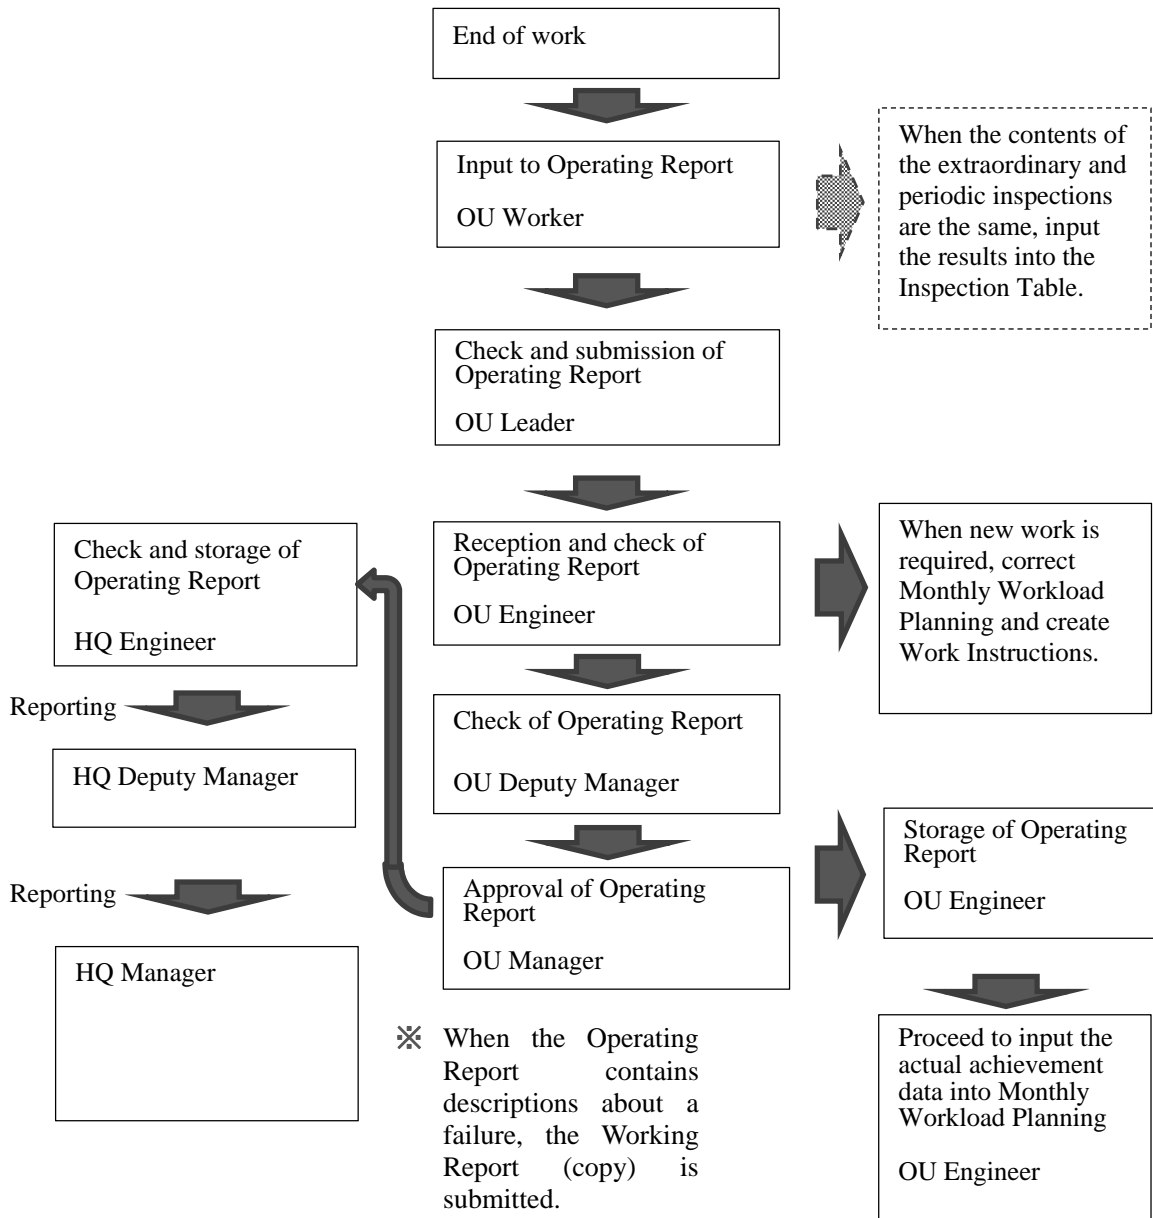 End of work
Input to Operating Report
OU Worker
When the contents of
the extraordinary and
periodic inspections
are the same, input
the results into the
Inspection Table.
Check and submission of
Operating Report
OU Leader
Reception and check of
Operating Report
OU Engineer
When new work is
required, correct
Monthly Workload
Planning and create
Work Instructions.
Check and storage of
Operating Report
HQ Engineer
Reporting
HQ Deputy Manager
Reporting
HQ Manager
Check of Operating Report
OU Deputy Manager
Approval of Operating
Report
OU Manager
Storage of Operating
Report
OU Engineer
Proceed to input the
actual achievement
data into Monthly
Workload Planning
OU Engineer
※ When the Operating
Report contains
descriptions about a
failure, the Working
Report (copy) is
submitted.